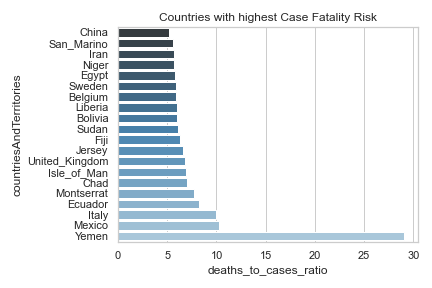 Countries with highest Case Fatality Risk
countriesAndTerritories
China
San_Marino
Iran
Niger
Egypt
Sweden
Belgium
Liberia
Bolivia
Sudan
Fiji
Jersey
United_Kingdom
Isle_of_Man
Chad
Montserrat
Ecuador
Italy
Mexico
Yemen
0 5 10 15 20 25 30
deaths_to_cases_ratio